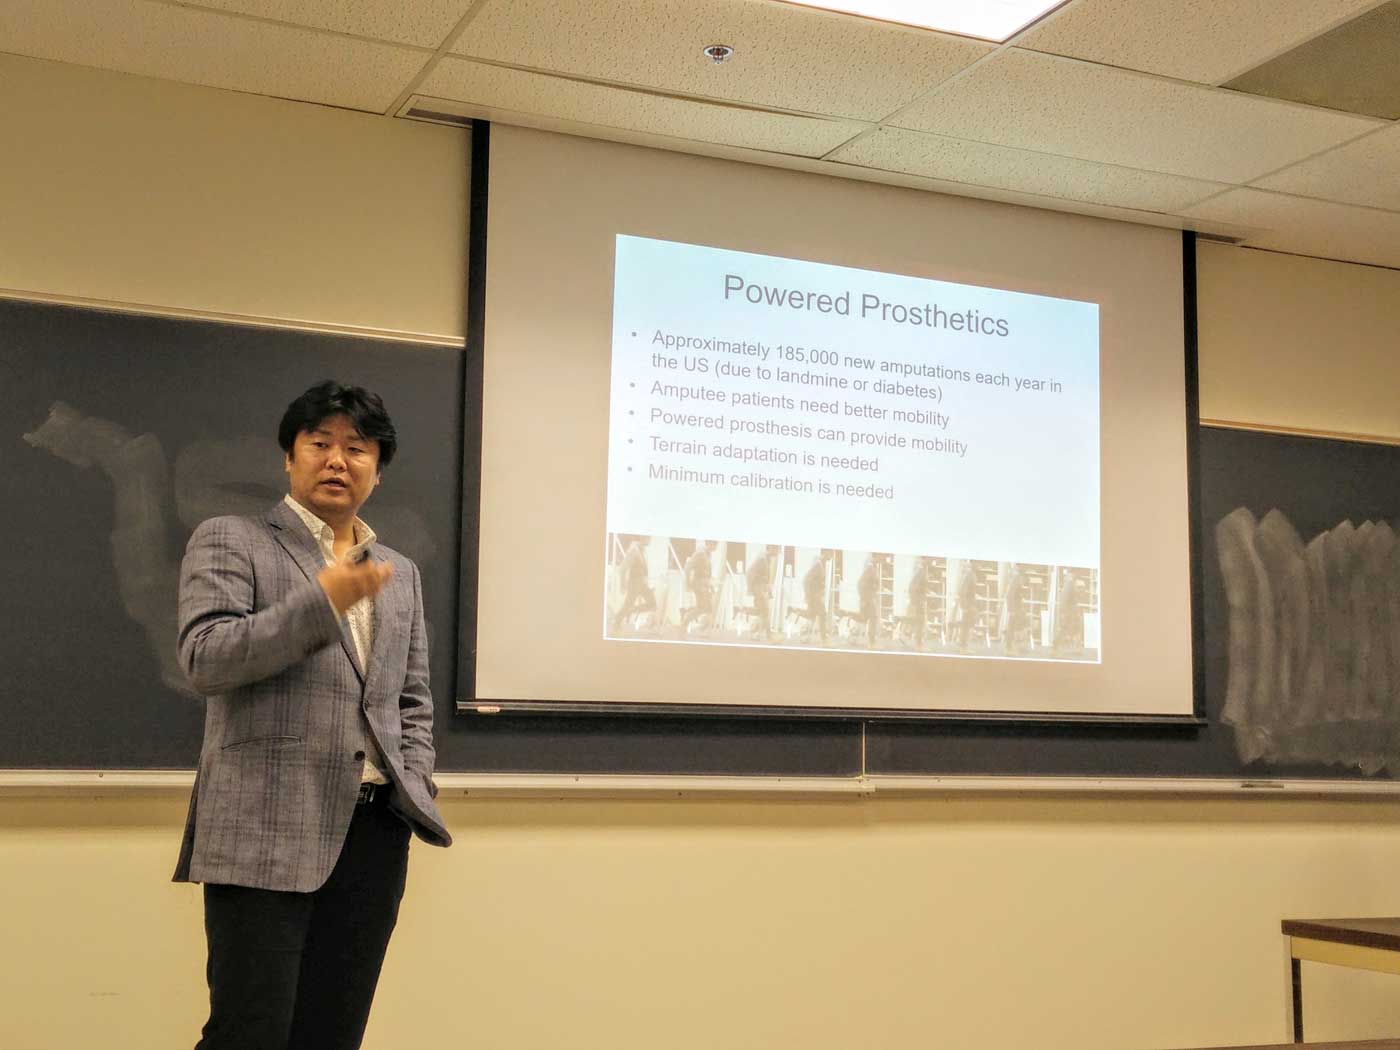 Powered Prosthetics
• Approximately 185,000 new amputations each year in
the US (due to landmine or diabetes)
• Amputee patients need better mobility
• Powered prosthesis can provide mobility
• Terrain adaptation is needed
• Minimum calibration is needed